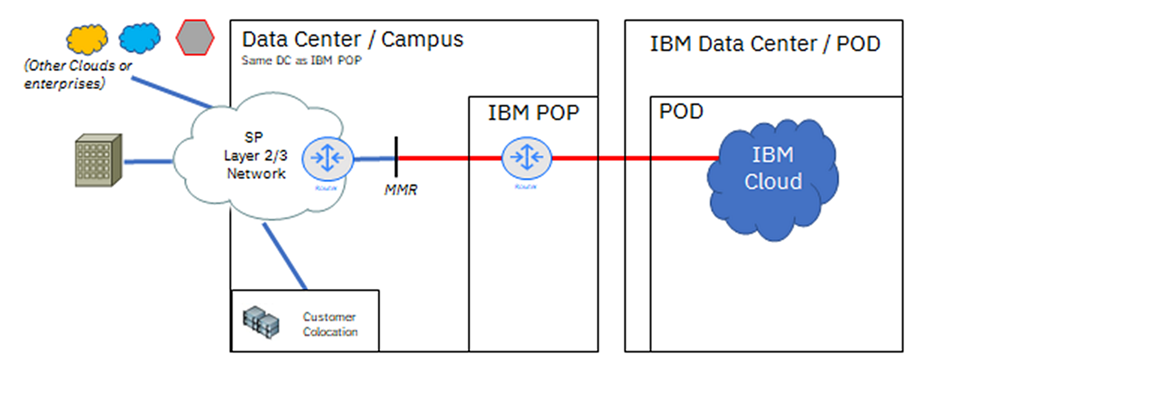 Data Center / Campus
Same DC as IBM POP
IBM Data Center / POD
(Other Clouds or
enterprises)
IBM POP
POD
SP
Layer 2/3
Network
Router
MMR
Router
IBM
Cloud
Customer
Colocation